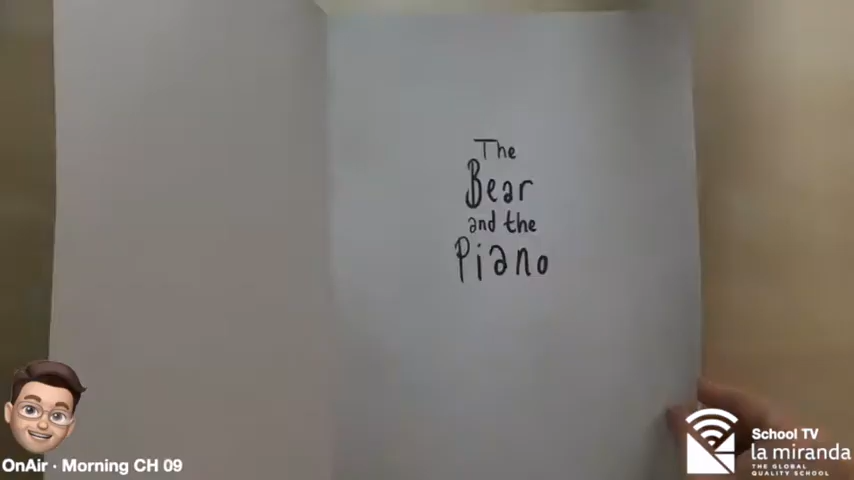 The
Bear
and the
Piano
OnAir · Morning CH 09
School TV
la miranda
THE GLOBAL
QUALITY SCHOOL